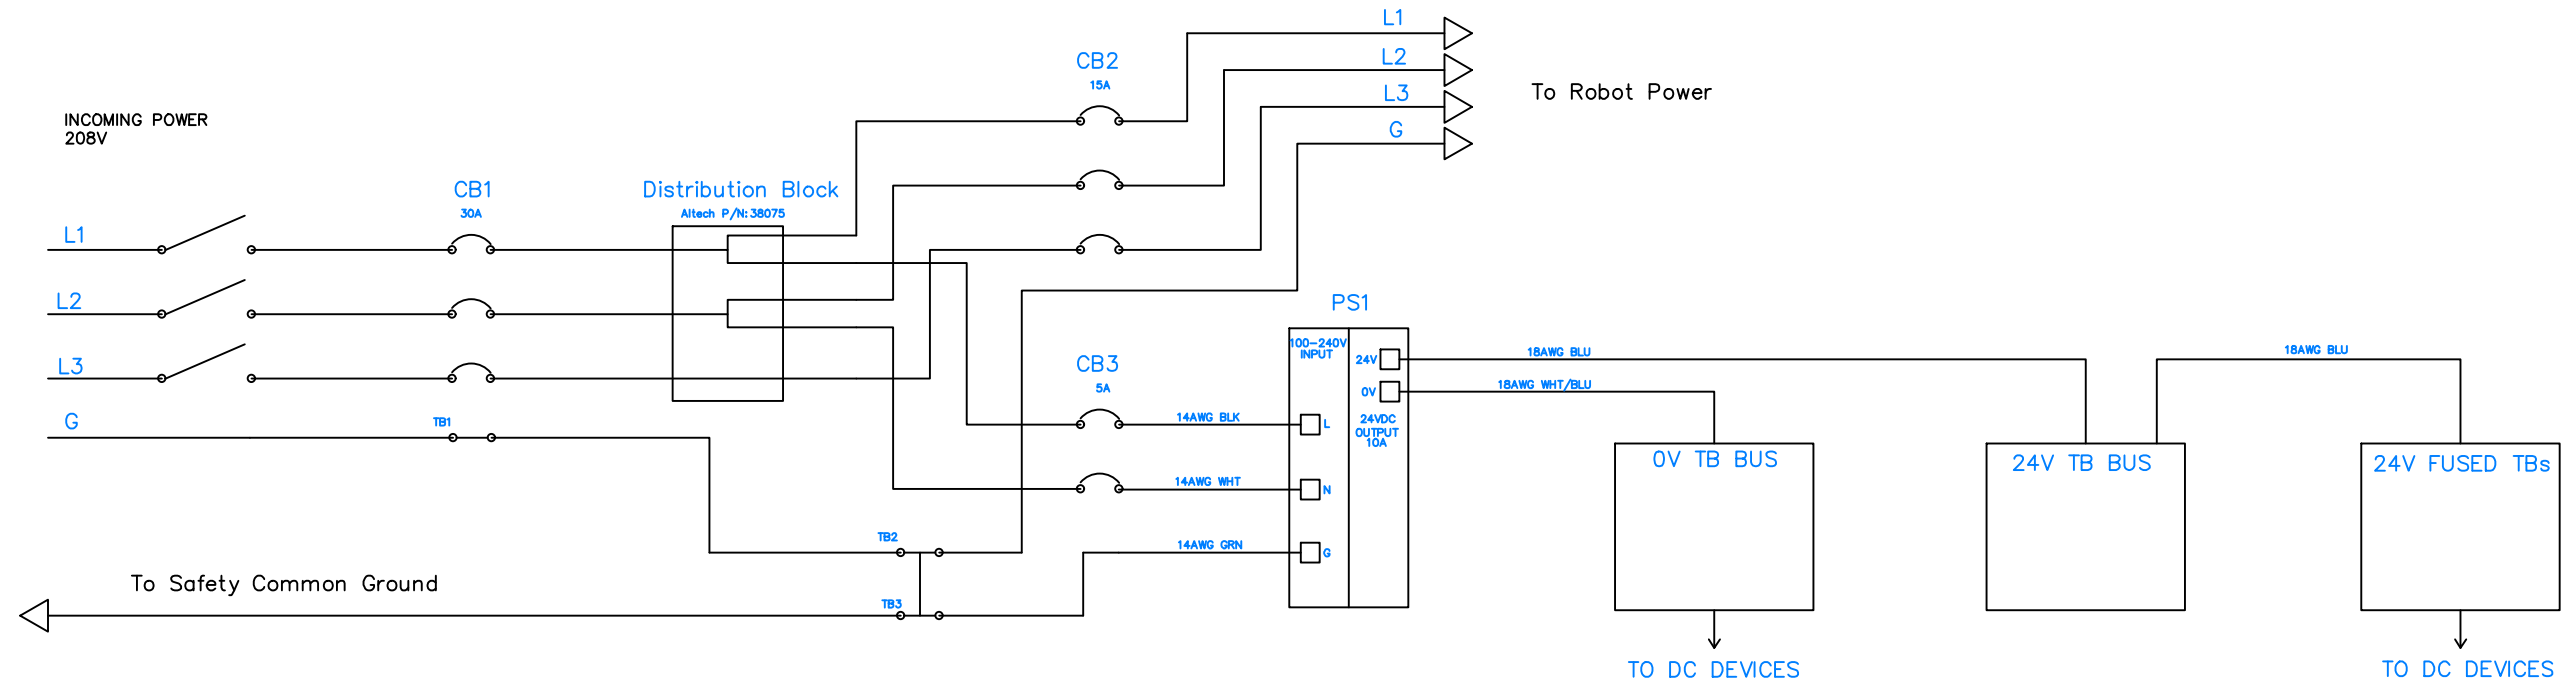 INCOMING POWER
208V
L1
L2
L3
G
CB1
30A
TB1
Distribution Block
Altech P/N:38075
CB2
15A
L1
L2
L3
G
To Robot Power
CB3
5A
14AWG BLK
14AWG WHT
14AWG GRN
TB2
TB3
To Safety Common Ground
PS1
100-240V
INPUT
L
N
G
24V
0V
24VDC
OUTPUT
10A
18AWG BLU
18AWG WHT/BLU
18AWG BLU
0V TB BUS
24V TB BUS
24V FUSED TBs
TO DC DEVICES
TO DC DEVICES